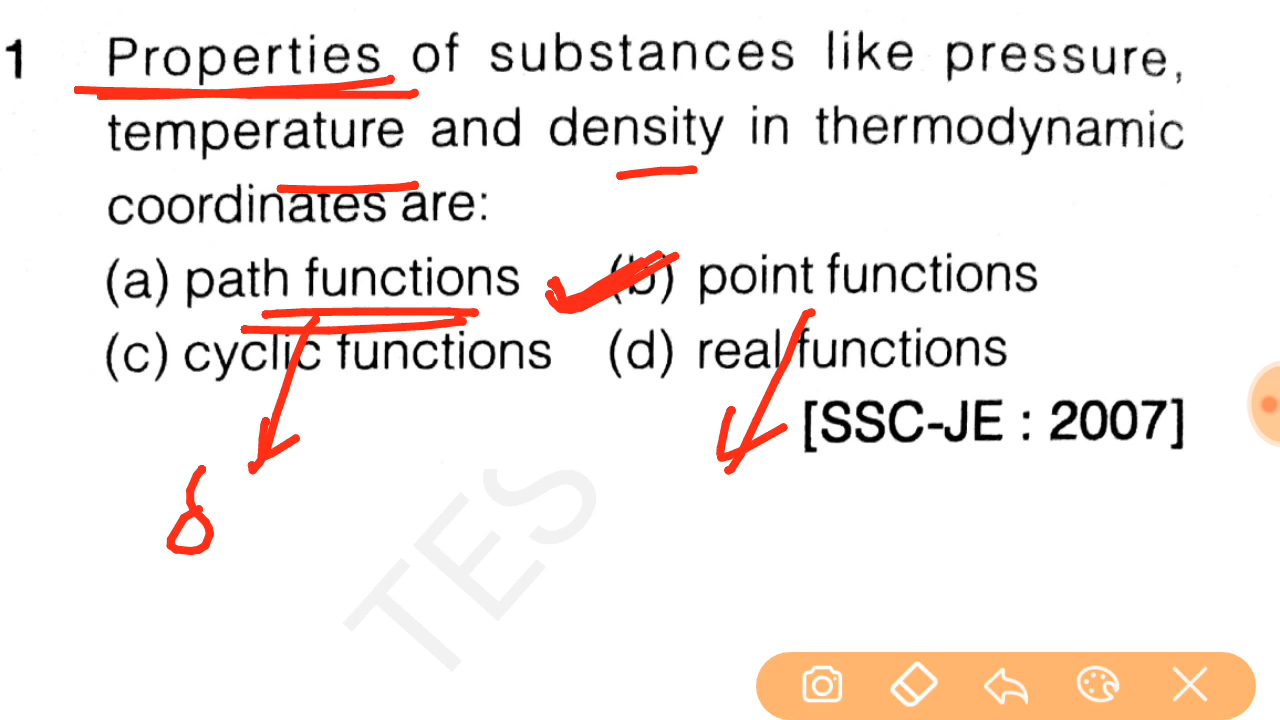 1 Properties of substances like pressure,
temperature and density in thermodynamic
coordinates are:
(a) path functions (b) point functions
(c) cyclic functions (d) real functions
[SSC-JE : 2007]
δ
TES